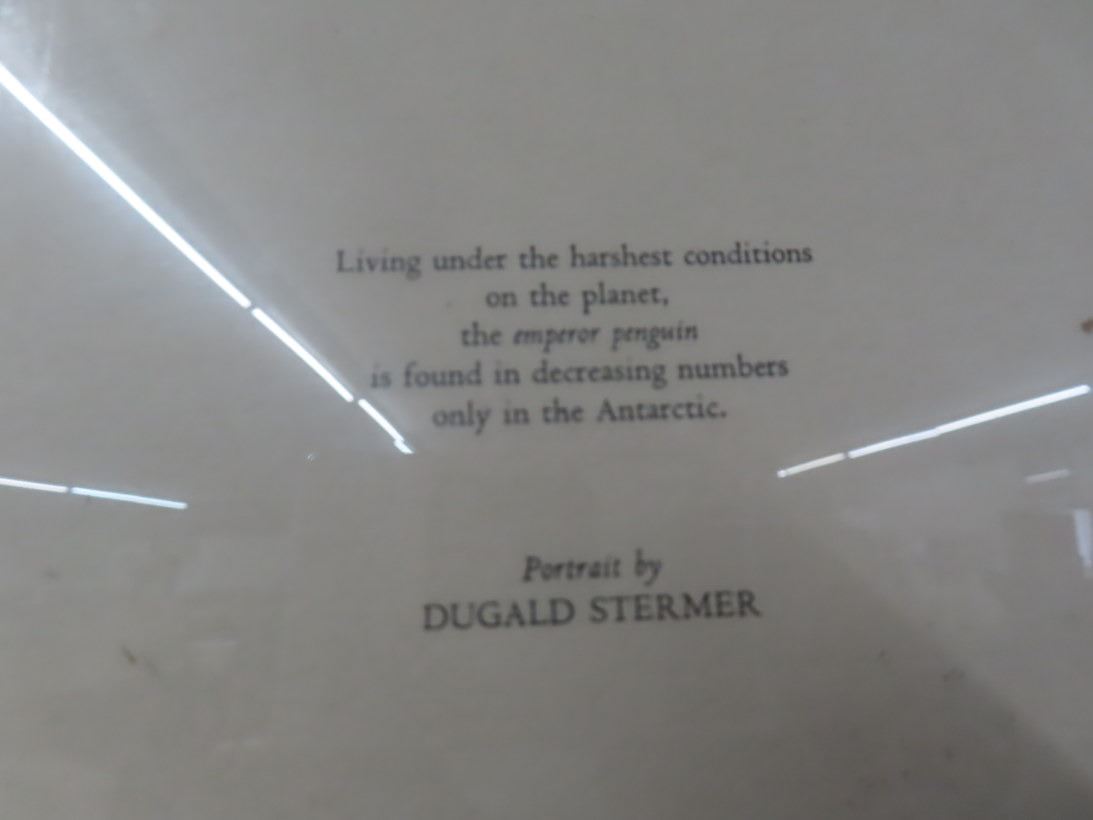 Living under the harshest conditions
on the planet,
the emperor penguin
is found in decreasing numbers
only in the Antarctic.
Portrait by
DUGALD STERMER